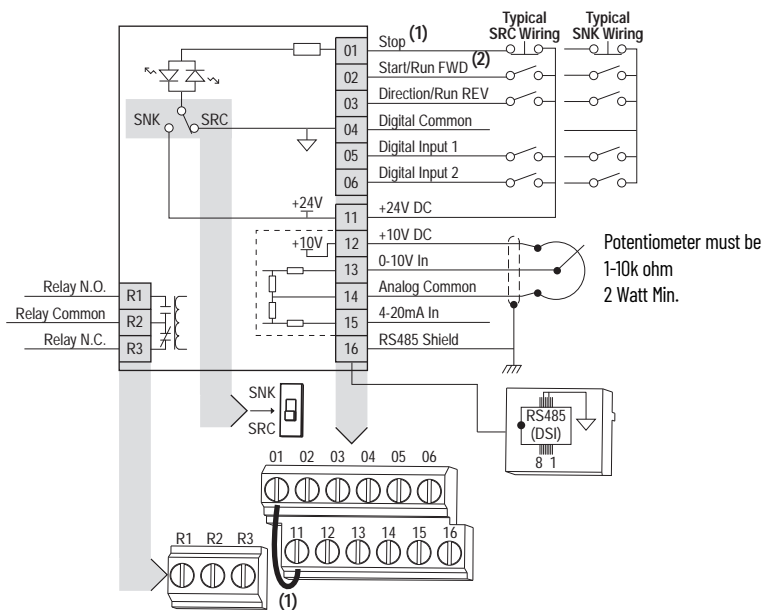 Typical
SRC Wiring
Typical
SNK Wiring
01 Stop (1)
02 Start/Run FWD (2)
03 Direction/Run REV
SNK SRC
04 Digital Common
05 Digital Input 1
06 Digital Input 2
+24V
11 +24V DC
+10V
12 +10V DC
13 0-10V In
14 Analog Common
15 4-20mA In
16 RS485 Shield
Potentiometer must be
1-10k ohm
2 Watt Min.
Relay N.O. R1
Relay Common R2
Relay N.C. R3
SNK
SRC
RS485
(DSI)
8 1
01 02 03 04 05 06
11 12 13 14 15 16
R1 R2 R3
(1)